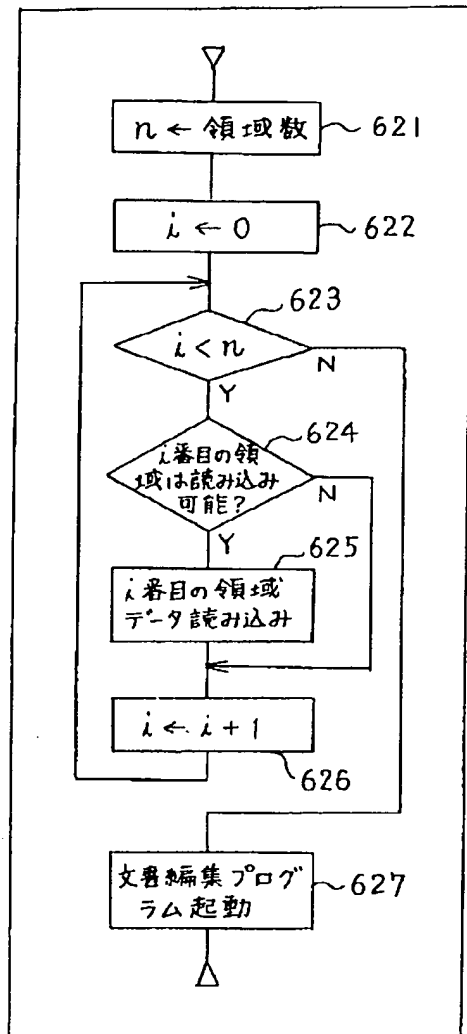 n ← 領域数
621
i ← 0
622
623
i < n
N
Y
624
i番目の領
域は読み込み
可能?
N
Y
625
i番目の領域
データ読み込み
i ← i + 1
626
文書編集プログ
ラム起動
627